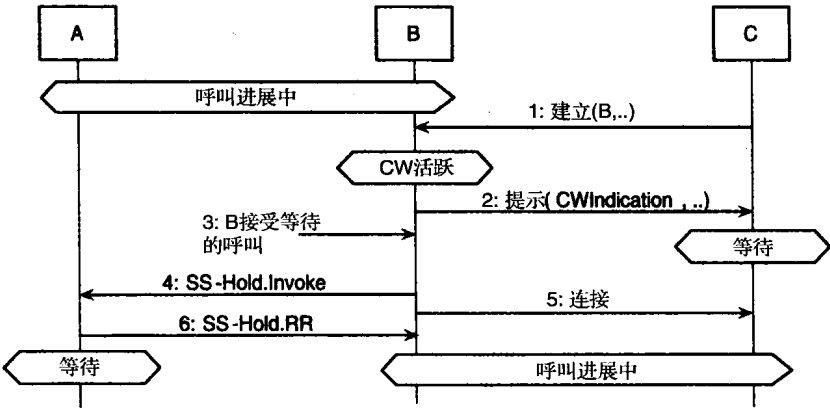 A
B
C
呼叫进展中
1: 建立(B,..)
CW活跃
2: 提示( CWIndication , ..)
3: B接受等待
的呼叫
等待
4: SS-Hold.Invoke
5: 连接
6: SS-Hold.RR
等待
呼叫进展中